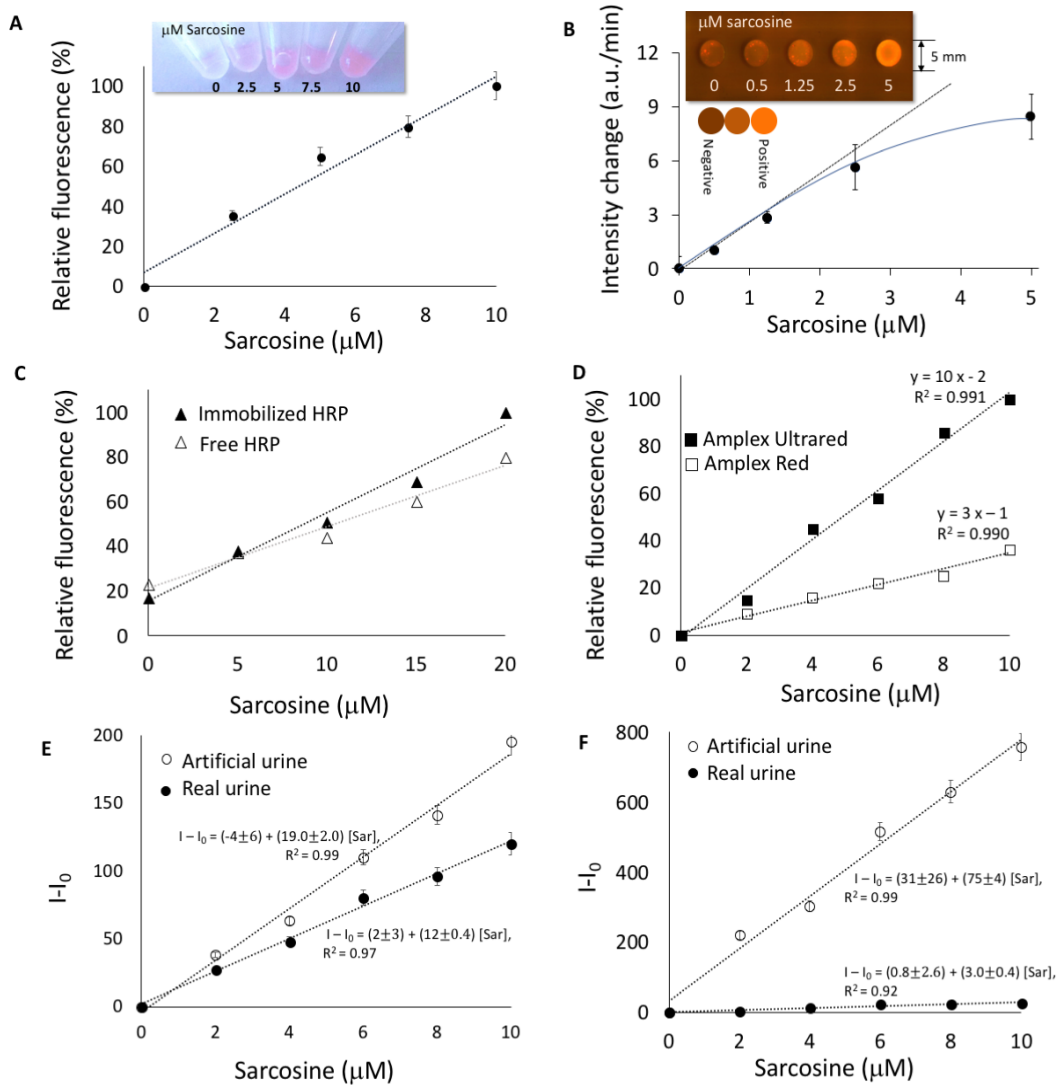 A
μM Sarcosine
0 2.5 5 7.5 10
Relative fluorescence (%)
100
80
60
40
20
0
0 2 4 6 8 10
Sarcosine (μM)
B
μM sarcosine
0 0.5 1.25 2.5 5
5 mm
Negative
Positive
Intensity change (a.u./min)
12
9
6
3
0
0 1 2 3 4 5
Sarcosine (μM)
C
Immobilized HRP
Free HRP
Relative fluorescence (%)
100
80
60
40
20
0
0 5 10 15 20
Sarcosine (μM)
D
y = 10 x - 2
R² = 0.991
Amplex Ultrared
Amplex Red
y = 3 x – 1
R² = 0.990
Relative fluorescence (%)
100
80
60
40
20
0
0 2 4 6 8 10
Sarcosine (μM)
E
Artificial urine
Real urine
I – I₀ = (-4±6) + (19.0±2.0) [Sar],
R² = 0.99
I – I₀ = (2±3) + (12±0.4) [Sar],
R² = 0.97
I-I₀
200
150
100
50
0
0 2 4 6 8 10
Sarcosine (μM)
F
Artificial urine
Real urine
I – I₀ = (31±26) + (75±4) [Sar],
R² = 0.99
I – I₀ = (0.8±2.6) + (3.0±0.4) [Sar],
R² = 0.92
I-I₀
800
600
400
200
0
0 2 4 6 8 10
Sarcosine (μM)